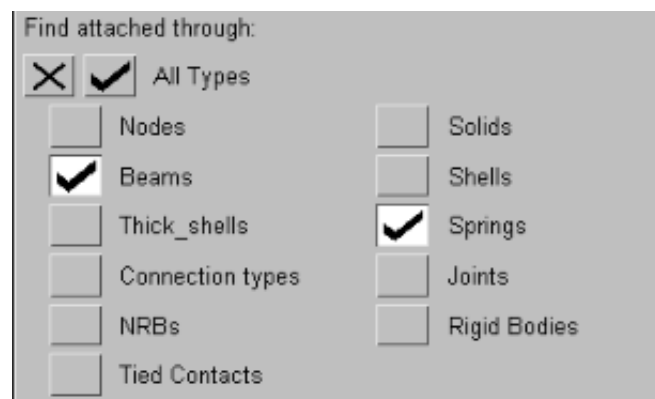 Find attached through:
All Types
Nodes Solids
Beams Shells
Thick_shells Springs
Connection types Joints
NRBs Rigid Bodies
Tied Contacts